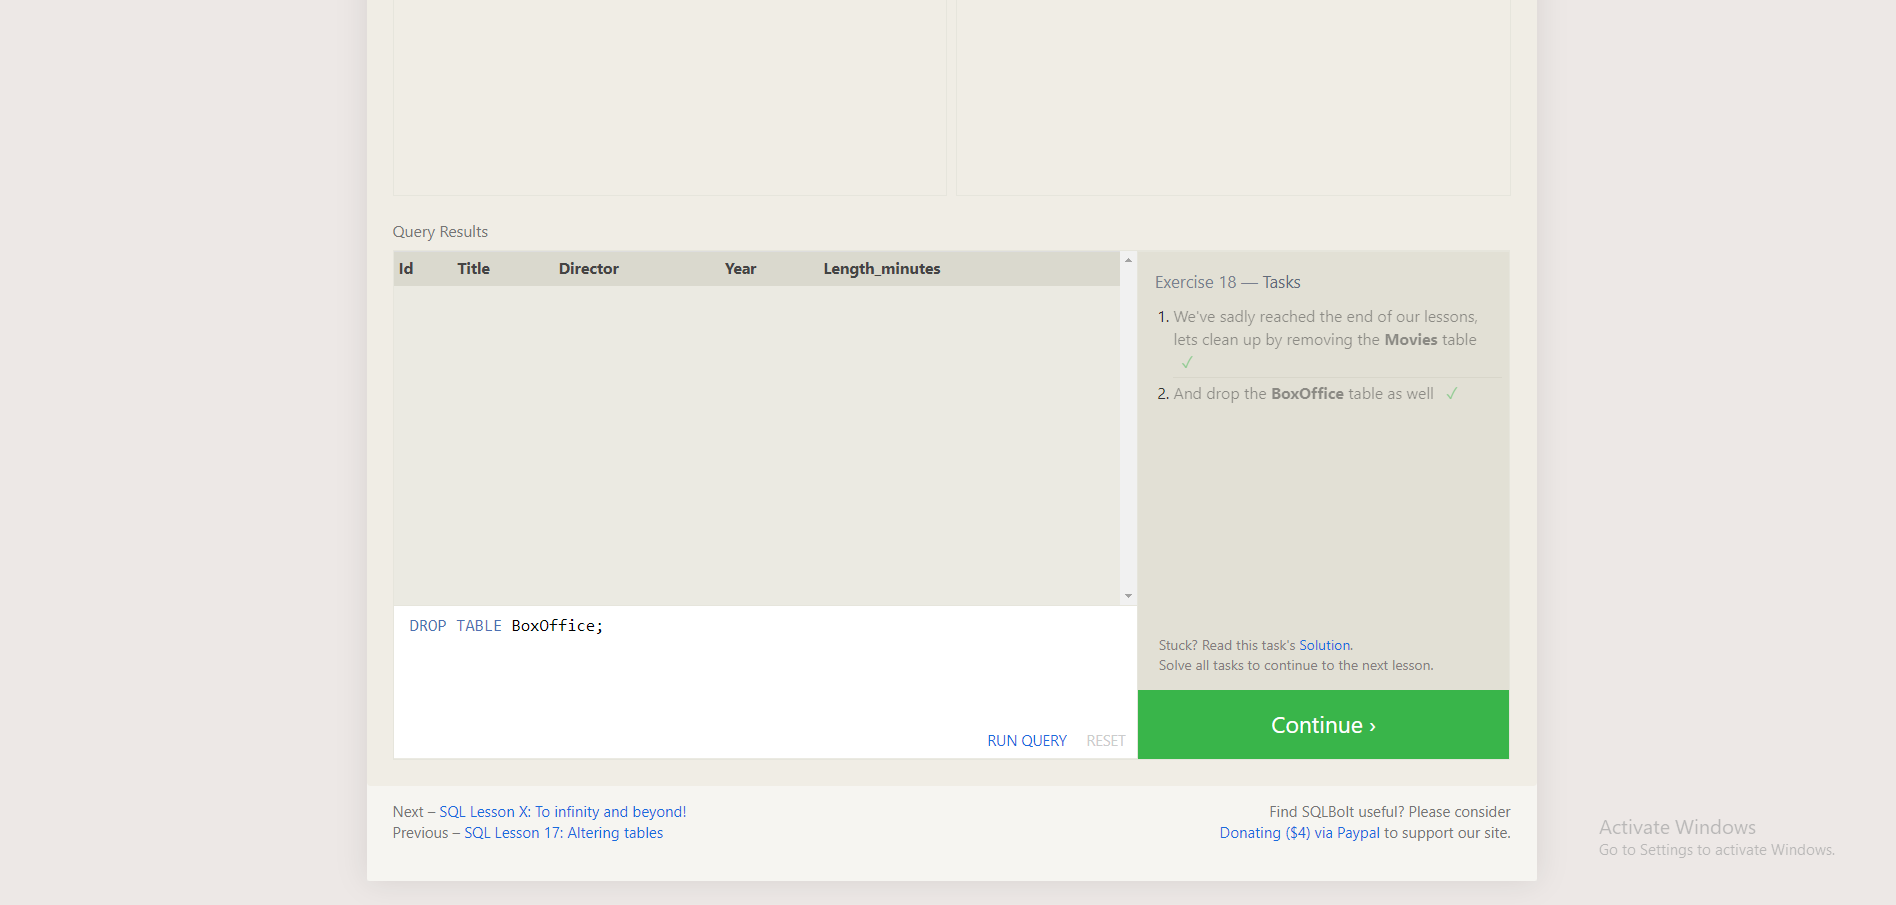 Query Results
Id Title Director Year Length_minutes
Exercise 18 — Tasks
1. We've sadly reached the end of our lessons,
lets clean up by removing the Movies table
✓
2. And drop the BoxOffice table as well ✓
DROP TABLE BoxOffice;
Stuck? Read this task's Solution.
Solve all tasks to continue to the next lesson.
RUN QUERY RESET
Continue ›
Next – SQL Lesson X: To infinity and beyond!
Previous – SQL Lesson 17: Altering tables
Find SQLBolt useful? Please consider
Donating ($4) via Paypal to support our site.
Activate Windows
Go to Settings to activate Windows.